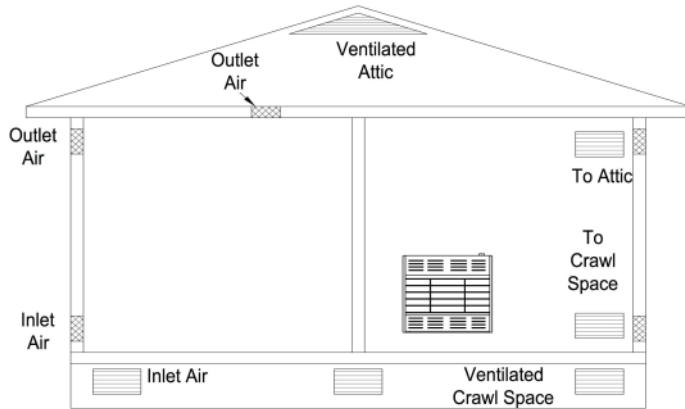 Ventilated
Attic
Outlet
Air
Outlet
Air
To Attic
To
Crawl
Space
Inlet
Air
Inlet Air
Ventilated
Crawl Space